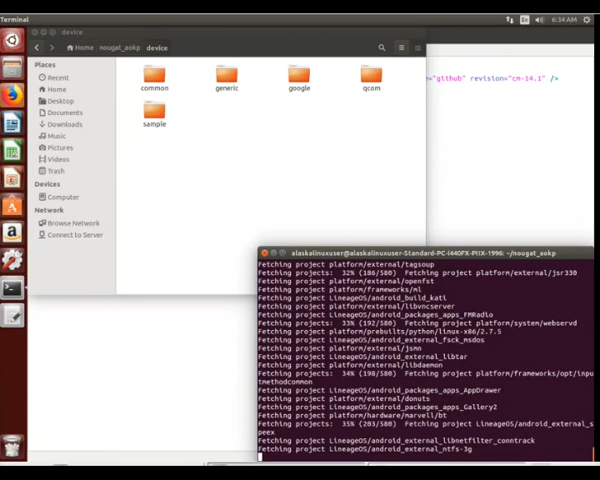 Terminal
En
6:34 AM
device
Home
nougat_aokp
device
Places
Recent
Home
Desktop
Documents
Downloads
Music
Pictures
Videos
Trash
Devices
Computer
Network
Browse Network
Connect to Server
common
generic
google
qcom
sample
="github" revision="cm-14.1" />
alaskalinuxuser@alaskalinuxuser-Standard-PC-i440FX-PIIX-1996: ~/nougat_aokp
Fetching project platform/external/tagsoup
Fetching projects:  32% (186/580)  Fetching project platform/external/jsr330
Fetching project platform/external/openfst
Fetching project platform/frameworks/ml
Fetching project LineageOS/android_build_kati
Fetching project platform/external/libvncserver
Fetching project LineageOS/android_packages_apps_FMRadio
Fetching projects:  33% (192/580)  Fetching project platform/system/webservd
Fetching project platform/prebuilts/python/linux-x86/2.7.5
Fetching project LineageOS/android_external_fsck_msdos
Fetching project platform/external/jsmn
Fetching project LineageOS/android_external_libtar
Fetching project platform/external/libdaemon
Fetching projects:  34% (198/580)  Fetching project platform/frameworks/opt/inpu
tmethodcommon
Fetching project LineageOS/android_packages_apps_AppDrawer
Fetching project platform/external/donuts
Fetching project LineageOS/android_packages_apps_Gallery2
Fetching project platform/hardware/marvell/bt
Fetching projects:  35% (203/580)  Fetching project LineageOS/android_external_s
peex
Fetching project LineageOS/android_external_libnetfilter_conntrack
Fetching project LineageOS/android_external_ntfs-3g